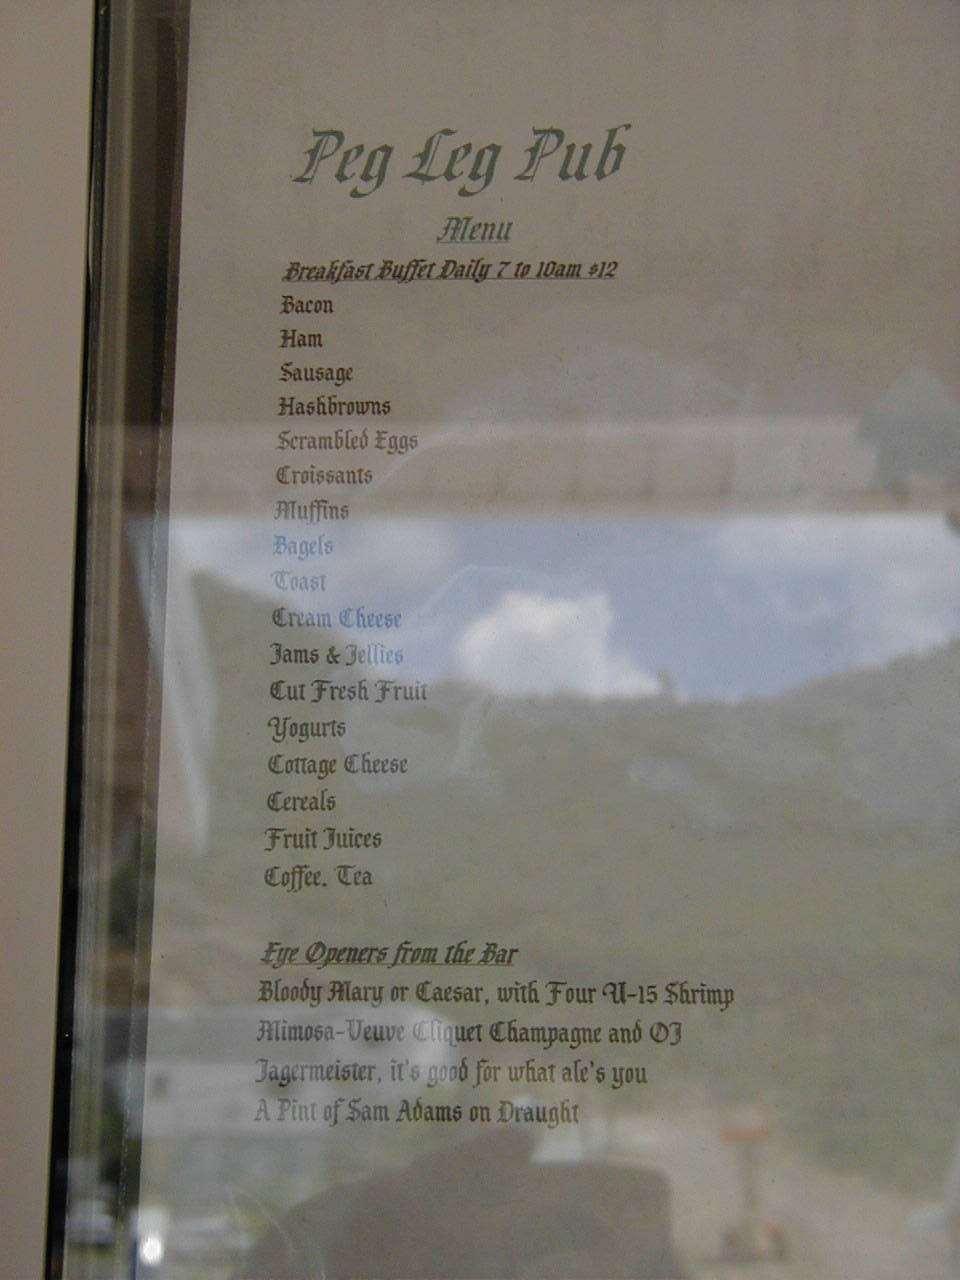 Peg Leg Pub
Menu
Breakfast Buffet Daily 7 to 10am $12
Bacon
Ham
Sausage
Hashbrowns
Scrambled Eggs
Croissants
Muffins
Bagels
Toast
Cream Cheese
Jams & Jellies
Cut Fresh Fruit
Yogurts
Cottage Cheese
Cereals
Fruit Juices
Coffee. Tea
Eye Openers from the Bar
Bloody Mary or Caesar, with Four U-15 Shrimp
Mimosa-Veuve Cliquet Champagne and OJ
Jagermeister, it's good for what ale's you
A Pint of Sam Adams on Draught